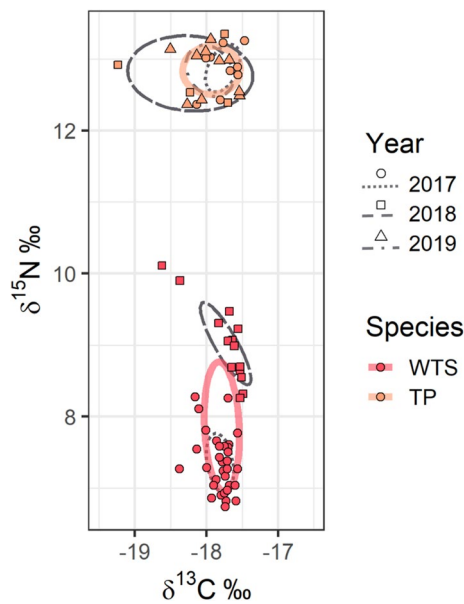 12
10
8
-19
-18
-17
δ15N ‰
δ13C ‰
Year
2017
2018
2019
Species
WTS
TP